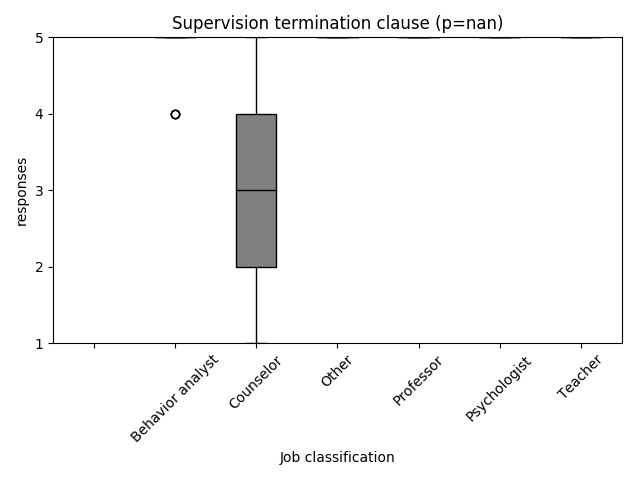 Supervision termination clause (p=nan)
5
4
3
2
1
responses
Behavior analyst
Counselor
Other
Professor
Psychologist
Teacher
Job classification